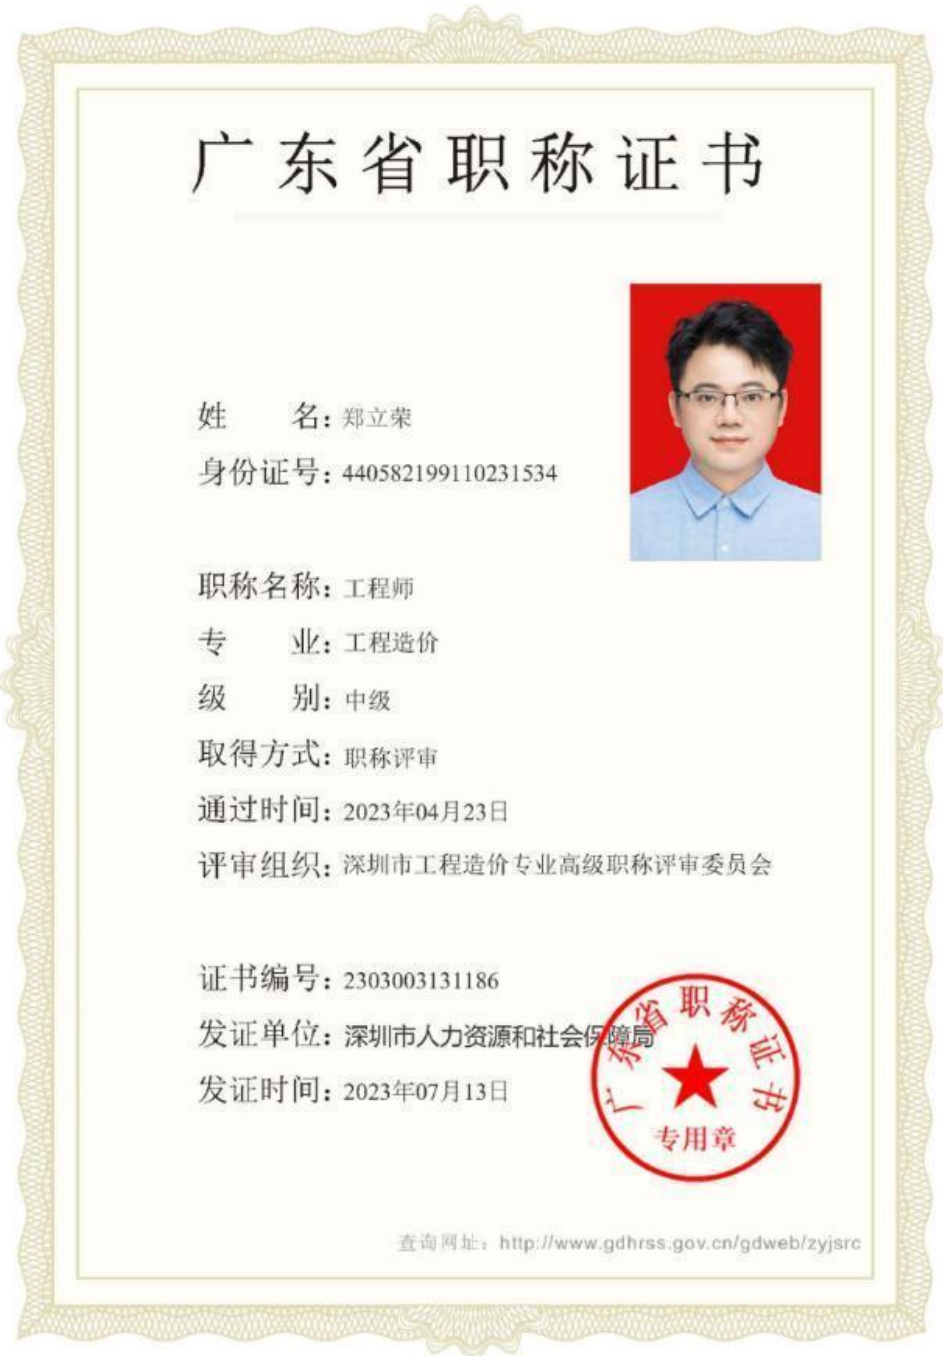 广东省职称证书
姓名：郑立荣
身份证号：440582199110231534
职称名称：工程师
专业：工程造价
级别：中级
取得方式：职称评审
通过时间：2023年04月23日
评审组织：深圳市工程造价专业高级职称评审委员会
证书编号：2303003131186
发证单位：深圳市人力资源和社会保障局
发证时间：2023年07月13日
广东省职称证书
专用章
查询网址：http://www.gdhrss.gov.cn/gdweb/zyjsrc